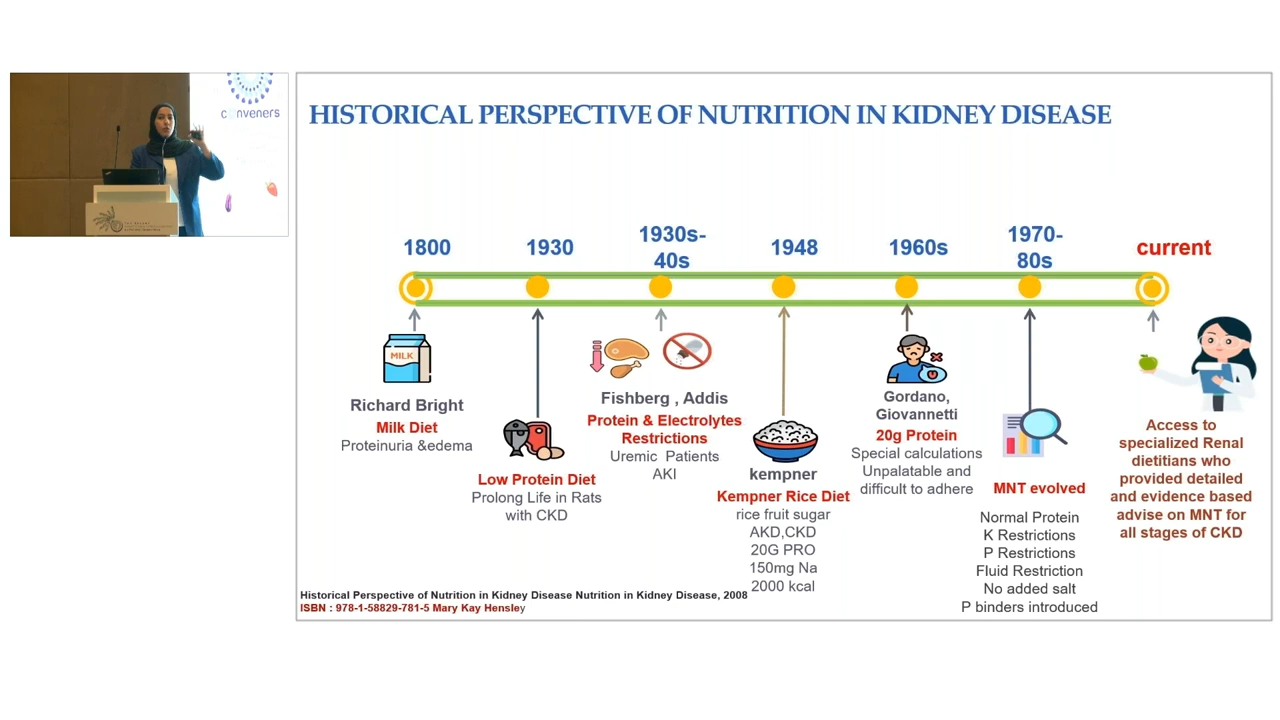 conveners
HISTORICAL PERSPECTIVE OF NUTRITION IN KIDNEY DISEASE
1800
1930
1930s-
40s
1948
1960s
1970-
80s
current
MILK
Richard Bright
Milk Diet
Proteinuria &edema
Low Protein Diet
Prolong Life in Rats
with CKD
Fishberg , Addis
Protein & Electrolytes
Restrictions
Uremic Patients
AKI
kempner
Kempner Rice Diet
rice fruit sugar
AKD,CKD
20G PRO
150mg Na
2000 kcal
Gordano,
Giovannetti
20g Protein
Special calculations
Unpalatable and
difficult to adhere
MNT evolved
Normal Protein
K Restrictions
P Restrictions
Fluid Restriction
No added salt
P binders introduced
Access to
specialized Renal
dietitians who
provided detailed
and evidence based
advise on MNT for
all stages of CKD
Historical Perspective of Nutrition in Kidney Disease Nutrition in Kidney Disease, 2008
ISBN : 978-1-58829-781-5 Mary Kay Hensley